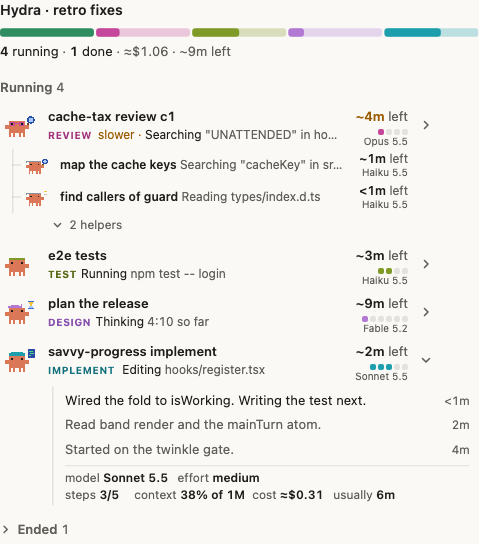 Hydra · retro fixes
4 running · 1 done · ≈$1.06 · ~9m left
Running 4
cache-tax review c1
~4m left
REVIEW slower · Searching "UNATTENDED" in ho...
Opus 5.5
map the cache keys Searching "cacheKey" in sr...
~1m left
Haiku 5.5
find callers of guard Reading types/index.d.ts
<1m left
Haiku 5.5
2 helpers
e2e tests
~3m left
TEST Running npm test -- login
Haiku 5.5
plan the release
~9m left
DESIGN Thinking 4:10 so far
Fable 5.2
savvy-progress implement
~2m left
IMPLEMENT Editing hooks/register.tsx
Sonnet 5.5
Wired the fold to isWorking. Writing the test next. <1m
Read band render and the mainTurn atom. 2m
Started on the twinkle gate. 4m
model Sonnet 5.5 effort medium
steps 3/5 context 38% of 1M cost ≈$0.31 usually 6m
Ended 1